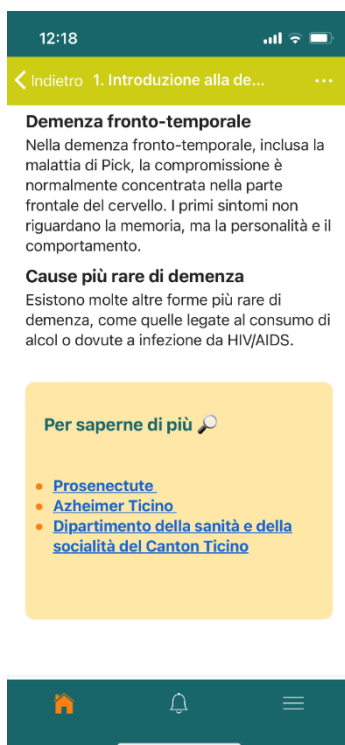 12:18
Indietro 1. Introduzione alla de...
Demenza fronto-temporale
Nella demenza fronto-temporale, inclusa la
malattia di Pick, la compromissione è
normalmente concentrata nella parte
frontale del cervello. I primi sintomi non
riguardano la memoria, ma la personalità e il
comportamento.
Cause più rare di demenza
Esistono molte altre forme più rare di
demenza, come quelle legate al consumo di
alcol o dovute a infezione da HIV/AIDS.
Per saperne di più
Prosenectute
Azheimer Ticino
Dipartimento della sanità e della
socialità del Canton Ticino